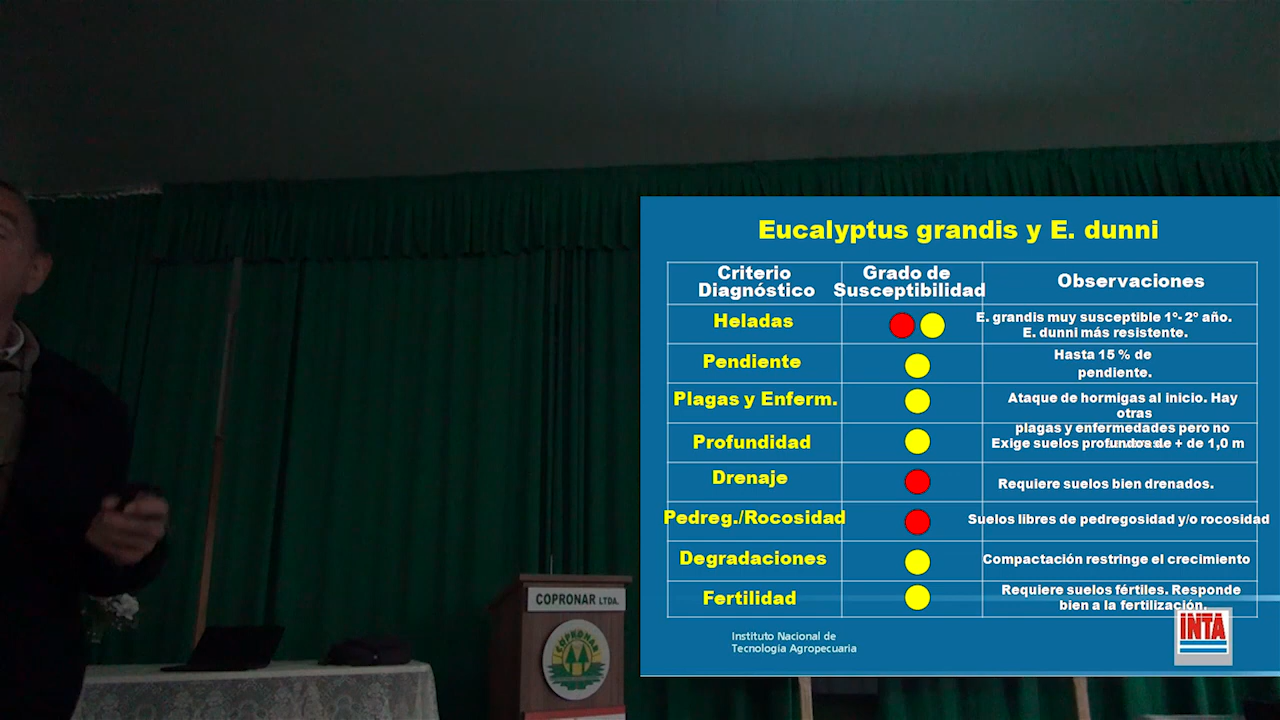 Eucalyptus grandis y E. dunni
Criterio Diagnóstico
Grado de Susceptibilidad
Observaciones
Heladas
E. grandis muy susceptible 1º- 2º año.
E. dunni más resistente.
Pendiente
Hasta 15 % de
pendiente.
Plagas y Enferm.
Ataque de hormigas al inicio. Hay
otras
plagas y enfermedades pero no
Profundidad
Exige suelos profundos de + de 1,0 m
Drenaje
Requiere suelos bien drenados.
Pedreg./Rocosidad
Suelos libres de pedregosidad y/o rocosidad
Degradaciones
Compactación restringe el crecimiento
Fertilidad
Requiere suelos fértiles. Responde
bien a la fertilización.
Instituto Nacional de
Tecnología Agropecuaria
INTA
COPRONAR LTDA.
COPRONAR